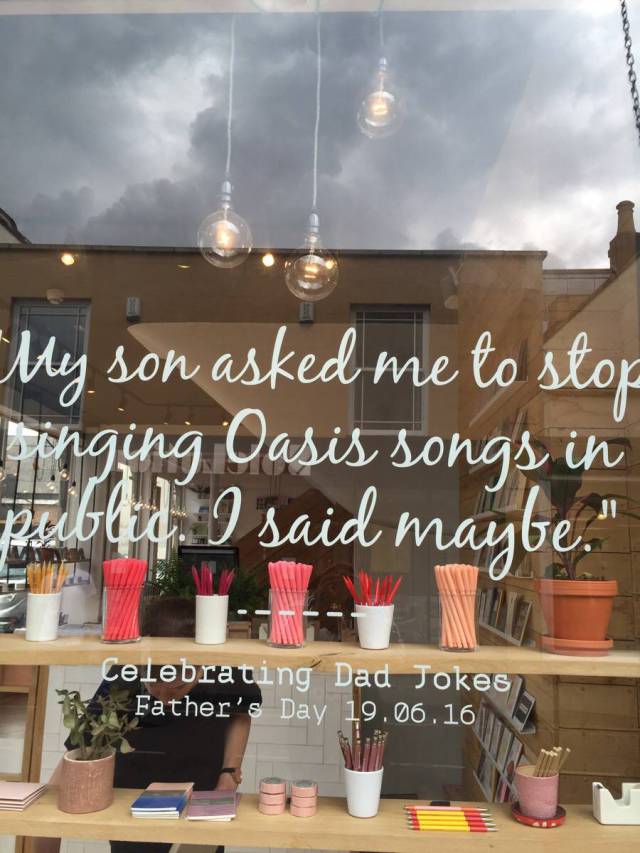 "My son asked me to stop
singing Oasis songs in
public. I said maybe."
Celebrating Dad Jokes
Father's Day 19.06.16